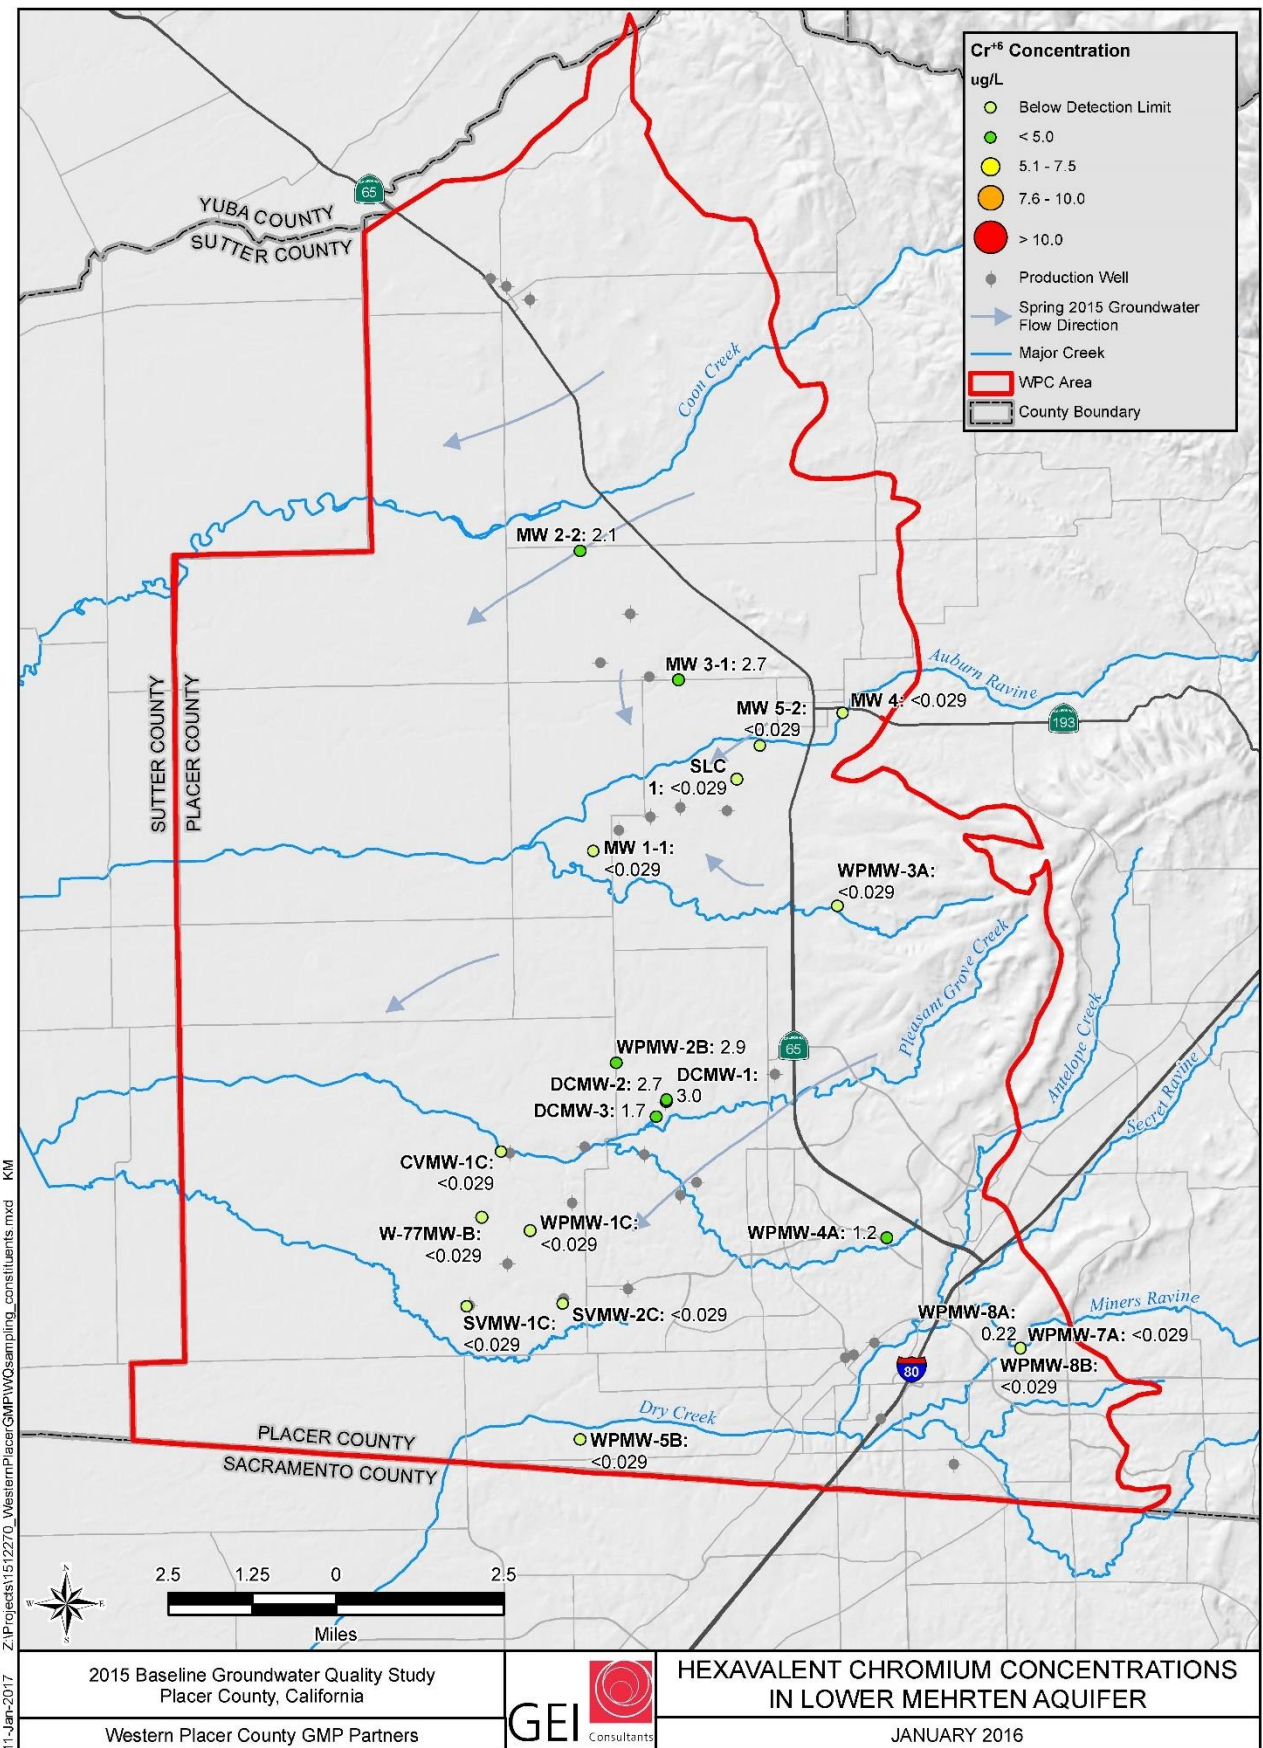 Cr+6 Concentration
ug/L
Below Detection Limit
< 5.0
5.1 - 7.5
7.6 - 10.0
> 10.0
Production Well
Spring 2015 Groundwater
Flow Direction
Major Creek
WPC Area
County Boundary
65
YUBA COUNTY
SUTTER COUNTY
Coon Creek
MW 2-2: 2.1
MW 3-1: 2.7
Auburn Ravine
MW 4: <0.029
193
MW 5-2:
<0.029
SLC
1: <0.029
SUTTER COUNTY
PLACER COUNTY
MW 1-1:
<0.029
WPMW-3A:
<0.029
Pleasant Grove Creek
Antelope Creek
Secret Ravine
65
WPMW-2B: 2.9
DCMW-2: 2.7
DCMW-1:
3.0
DCMW-3: 1.7
CVMW-1C:
<0.029
W-77MW-B:
<0.029
WPMW-1C:
<0.029
WPMW-4A: 1.2
SVMW-1C:
<0.029
SVMW-2C: <0.029
WPMW-8A:
0.22
WPMW-7A: <0.029
WPMW-8B:
<0.029
Miners Ravine
80
Dry Creek
WPMW-5B:
<0.029
PLACER COUNTY
SACRAMENTO COUNTY
N
W
E
S
2.5 1.25 0 2.5
Miles
11-Jan-2017 Z:\Projects\1512270_WesternPlacerGMP\WQsampling_constituents.mxd KM
2015 Baseline Groundwater Quality Study
Placer County, California
Western Placer County GMP Partners
GEI Consultants
HEXAVALENT CHROMIUM CONCENTRATIONS
IN LOWER MEHRTEN AQUIFER
JANUARY 2016